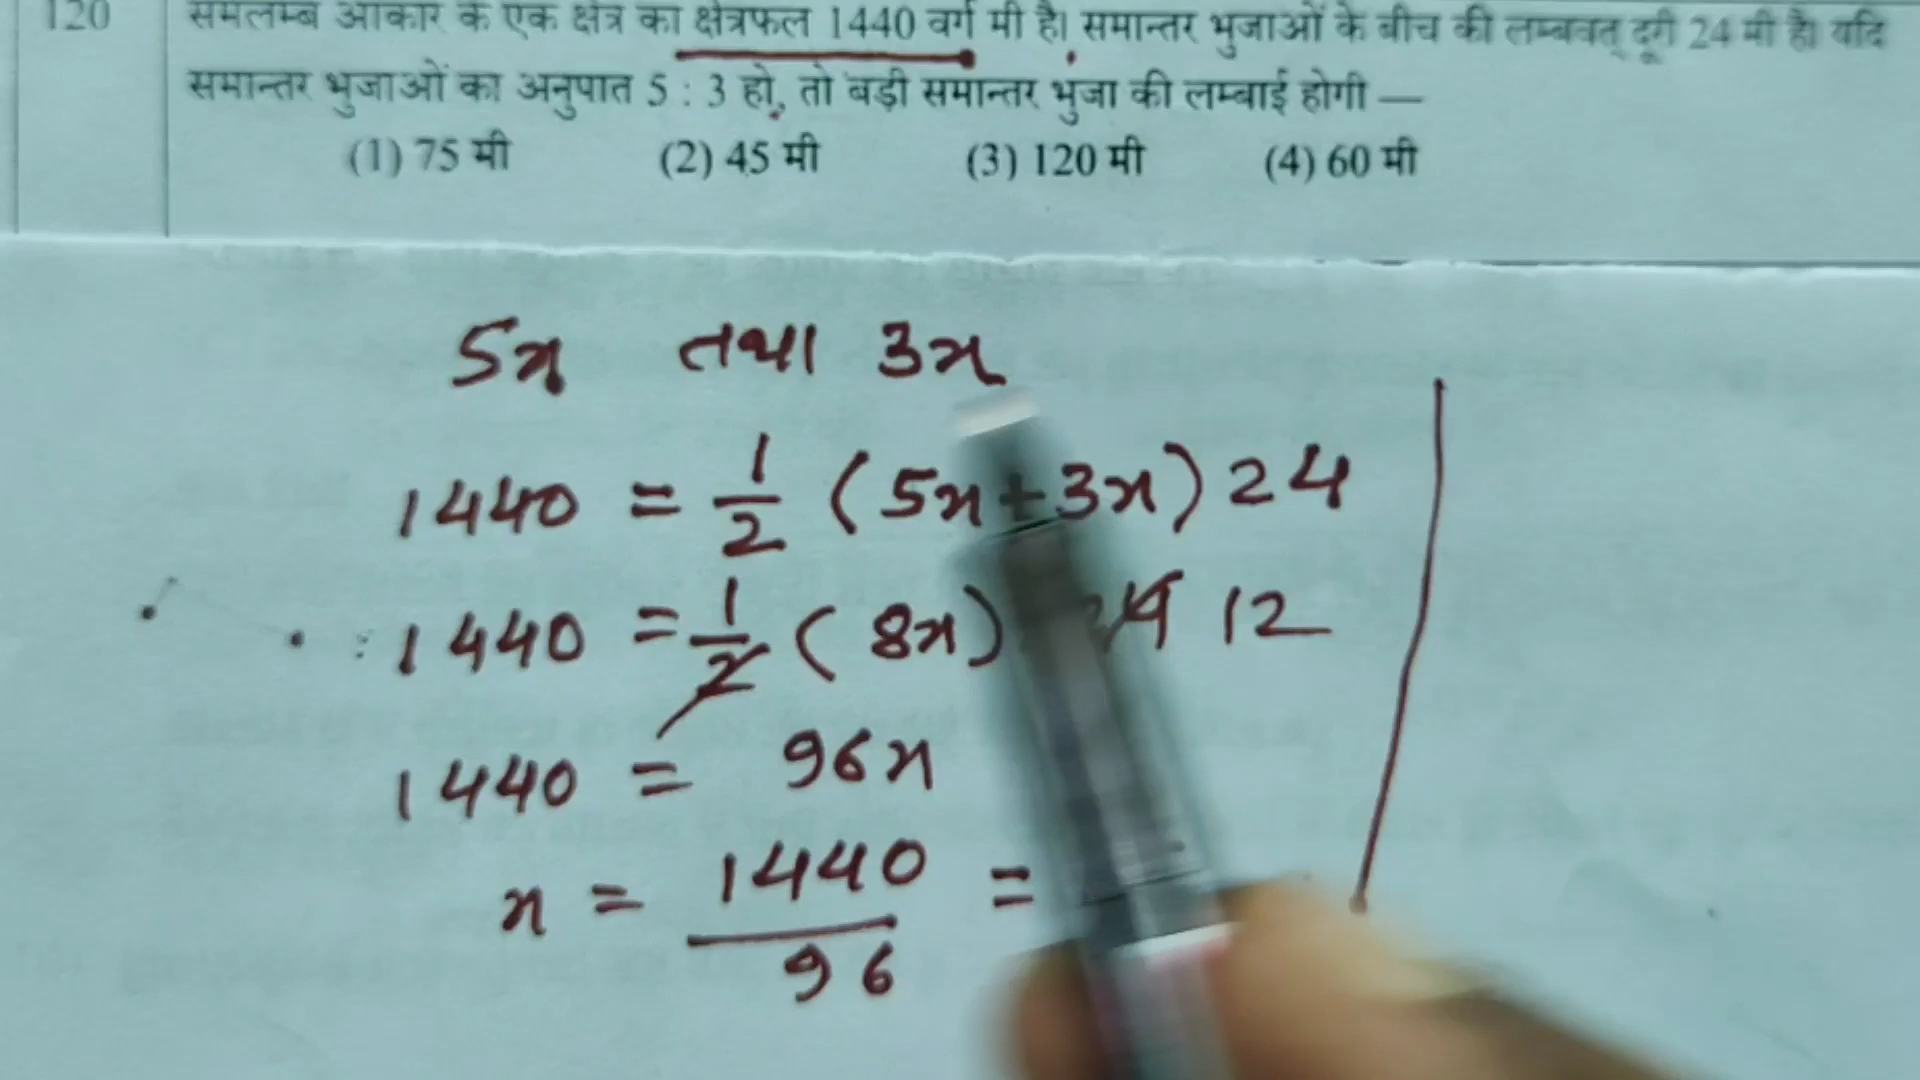 120 समलम्ब आकार के एक क्षेत्र का क्षेत्रफल 1440 वर्ग मी है। समान्तर भुजाओं के बीच की लम्बवत् दूरी 24 मी है। यदि
समान्तर भुजाओं का अनुपात 5 : 3 हो, तो बड़ी समान्तर भुजा की लम्बाई होगी —
(1) 75 मी (2) 45 मी (3) 120 मी (4) 60 मी
5x तथा 3x
1440 = 1/2 (5x+3x) 24
1440 = 1/2 (8x) 24 12
1440 = 96x
x = 1440/96 =